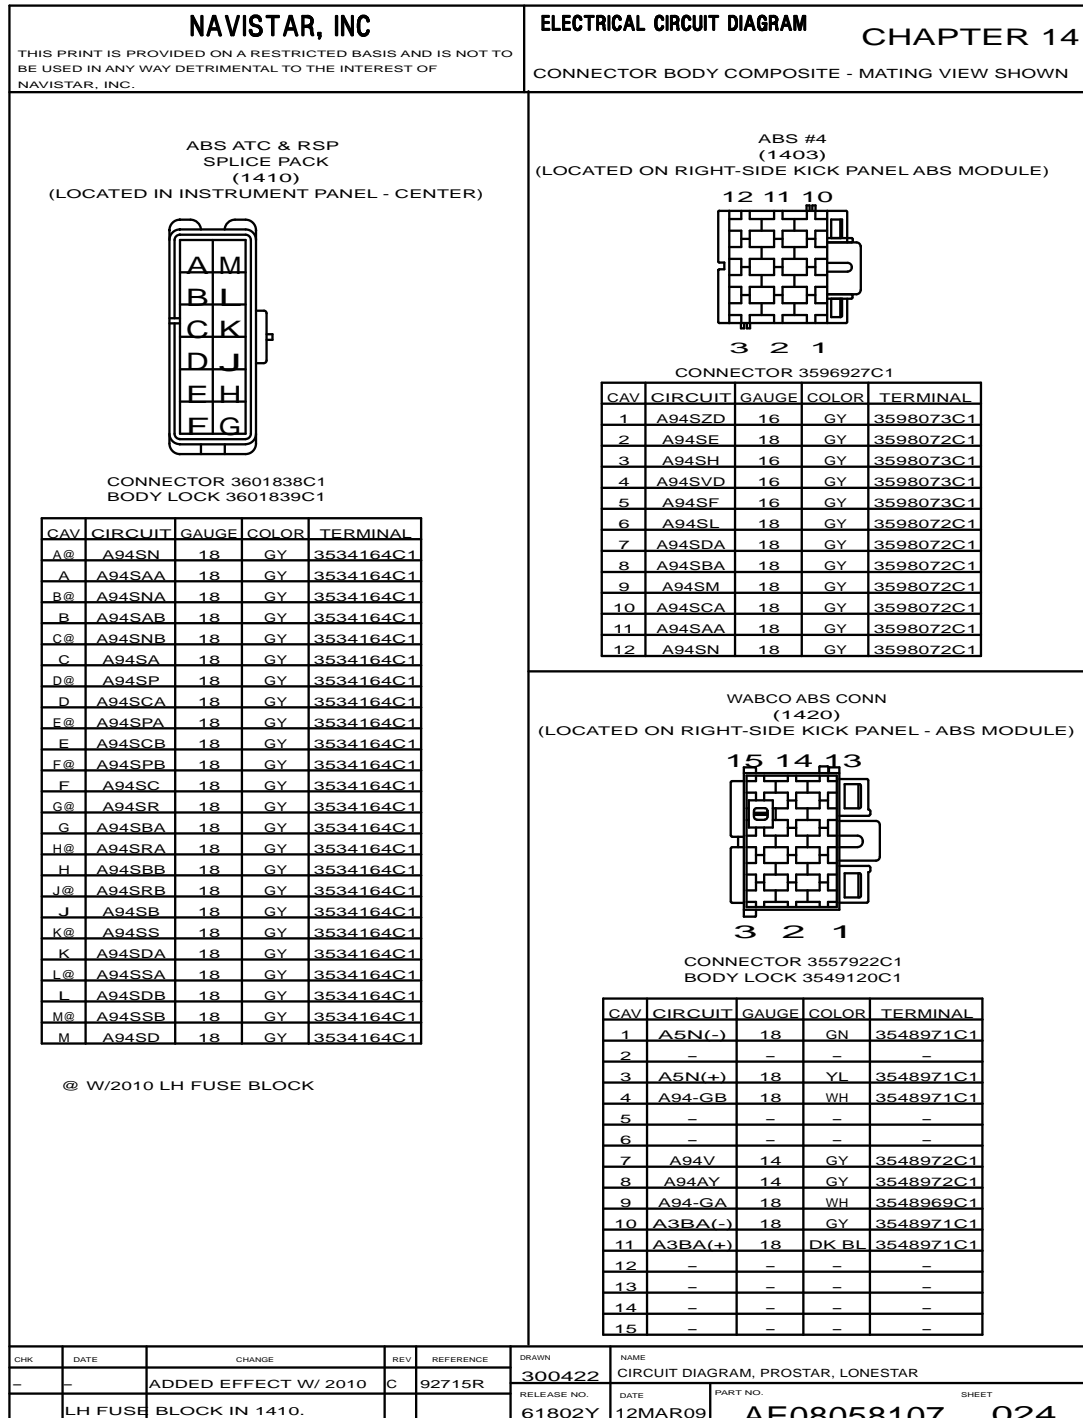 NAVISTAR, INC
THIS PRINT IS PROVIDED ON A RESTRICTED BASIS AND IS NOT TO
BE USED IN ANY WAY DETRIMENTAL TO THE INTEREST OF
NAVISTAR, INC.
ELECTRICAL CIRCUIT DIAGRAM
CHAPTER 14
CONNECTOR BODY COMPOSITE - MATING VIEW SHOWN
ABS ATC & RSP
SPLICE PACK
(1410)
(LOCATED IN INSTRUMENT PANEL - CENTER)
A M
B L
C K
D J
E H
F G
CONNECTOR 3601838C1
BODY LOCK 3601839C1
CAV CIRCUIT GAUGE COLOR TERMINAL
A@ A94SN 18 GY 3534164C1
A A94SAA 18 GY 3534164C1
B@ A94SNA 18 GY 3534164C1
B A94SAB 18 GY 3534164C1
C@ A94SNB 18 GY 3534164C1
C A94SA 18 GY 3534164C1
D@ A94SP 18 GY 3534164C1
D A94SCA 18 GY 3534164C1
E@ A94SPA 18 GY 3534164C1
E A94SCB 18 GY 3534164C1
F@ A94SPB 18 GY 3534164C1
F A94SC 18 GY 3534164C1
G@ A94SR 18 GY 3534164C1
G A94SBA 18 GY 3534164C1
H@ A94SRA 18 GY 3534164C1
H A94SBB 18 GY 3534164C1
J@ A94SRB 18 GY 3534164C1
J A94SB 18 GY 3534164C1
K@ A94SS 18 GY 3534164C1
K A94SDA 18 GY 3534164C1
L@ A94SSA 18 GY 3534164C1
L A94SDB 18 GY 3534164C1
M@ A94SSB 18 GY 3534164C1
M A94SD 18 GY 3534164C1
@ W/2010 LH FUSE BLOCK
ABS #4
(1403)
(LOCATED ON RIGHT-SIDE KICK PANEL ABS MODULE)
12 11 10
3 2 1
CONNECTOR 3596927C1
CAV CIRCUIT GAUGE COLOR TERMINAL
1 A94SZD 16 GY 3598073C1
2 A94SE 18 GY 3598072C1
3 A94SH 16 GY 3598073C1
4 A94SVD 16 GY 3598073C1
5 A94SF 16 GY 3598073C1
6 A94SL 18 GY 3598072C1
7 A94SDA 18 GY 3598072C1
8 A94SBA 18 GY 3598072C1
9 A94SM 18 GY 3598072C1
10 A94SCA 18 GY 3598072C1
11 A94SAA 18 GY 3598072C1
12 A94SN 18 GY 3598072C1
WABCO ABS CONN
(1420)
(LOCATED ON RIGHT-SIDE KICK PANEL - ABS MODULE)
15 14 13
3 2 1
CONNECTOR 3557922C1
BODY LOCK 3549120C1
CAV CIRCUIT GAUGE COLOR TERMINAL
1 A5N(-) 18 GN 3548971C1
2 – – – –
3 A5N(+) 18 YL 3548971C1
4 A94-GB 18 WH 3548971C1
5 – – – –
6 – – – –
7 A94V 14 GY 3548972C1
8 A94AY 14 GY 3548972C1
9 A94-GA 18 WH 3548969C1
10 A3BA(-) 18 GY 3548971C1
11 A3BA(+) 18 DK BL 3548971C1
12 – – – –
13 – – – –
14 – – – –
15 – – – –
CHK DATE CHANGE REV REFERENCE
– – ADDED EFFECT W/ 2010 C 92715R
LH FUSE BLOCK IN 1410.
DRAWN 300422
NAME CIRCUIT DIAGRAM, PROSTAR, LONESTAR
RELEASE NO. 61802Y
DATE 12MAR09
PART NO. AE08058107
SHEET 024